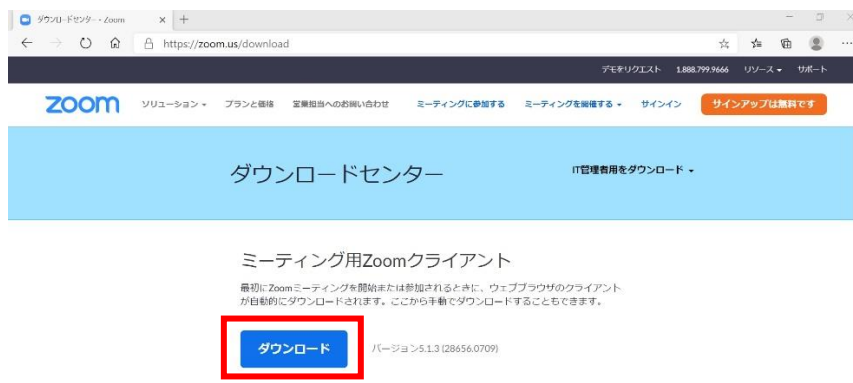 ダウンロードセンター - Zoom
https://zoom.us/download
デモをリクエスト 1.888.799.9666 リソース サポート
zoom ソリューション プランと価格 営業担当へのお問い合わせ ミーティングに参加する ミーティングを開催する サインイン サインアップは無料です
ダウンロードセンター
IT管理者用をダウンロード
ミーティング用Zoomクライアント
最初にZoomミーティングを開始または参加されるときに、ウェブブラウザのクライアント
が自動的にダウンロードされます。ここから手動でダウンロードすることもできます。
ダウンロード バージョン5.1.3 (28656.0709)